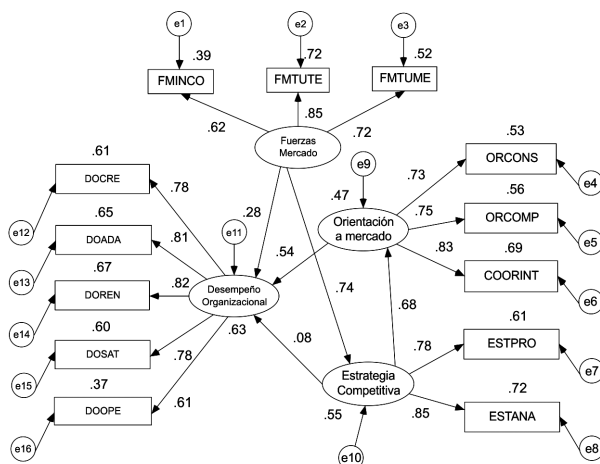 e1 e2 e3
.39 .72 .52
FMINCO FMTUTE FMTUME
.62 .85 .72
Fuerzas
Mercado
.61
DOCRE
e12
.78
.65
DOADA
e13
.81
.67
DOREN
e14
.82
.60
DOSAT
e15
.78
.37
DOOPE
e16
.61
e11
Desempeño
Organizacional
.63
.28
.54
.74
.08
e9
.47
Orientación
a mercado
.68
.53
.73
ORCONS
e4
.56
.75
ORCOMP
e5
.69
.83
COORINT
e6
Estrategia
Competitiva
.55
e10
.61
.78
ESTPRO
e7
.72
.85
ESTANA
e8